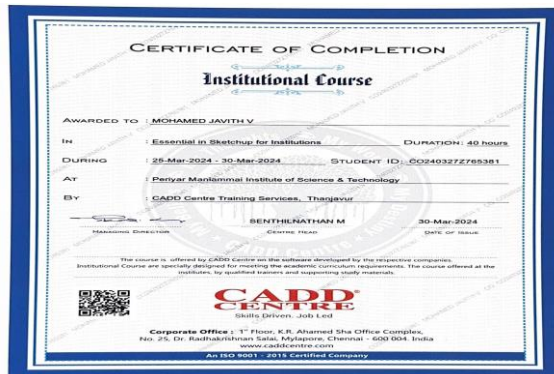 CERTIFICATE OF COMPLETION
Institutional Course
AWARDED TO : MOHAMED JAVITH V
IN : Essential in Sketchup for Institutions DURATION: 40 hours
DURING : 25-Mar-2024 - 30-Mar-2024 STUDENT ID: CO240327Z765381
AT : Periyar Maniammai Institute of Science & Technology
BY : CADD Centre Training Services, Thanjavur
SENTHILNATHAN M 30-Mar-2024
MANAGING DIRECTOR CENTRE HEAD DATE OF ISSUE
The course is offered by CADD Centre on the software developed by the respective companies.
Institutional Course are specially designed for meeting the academic curriculum requirements. The course offered at the
institutes, by qualified trainers and supporting study materials.
CADD
CENTRE
Skills Driven. Job Led
Corporate Office : 1st Floor, K.R. Ahamed Sha Office Complex,
No. 25, Dr. Radhakrishnan Salai, Mylapore, Chennai - 600 004. India
www.caddcentre.com
An ISO 9001 - 2015 Certified Company